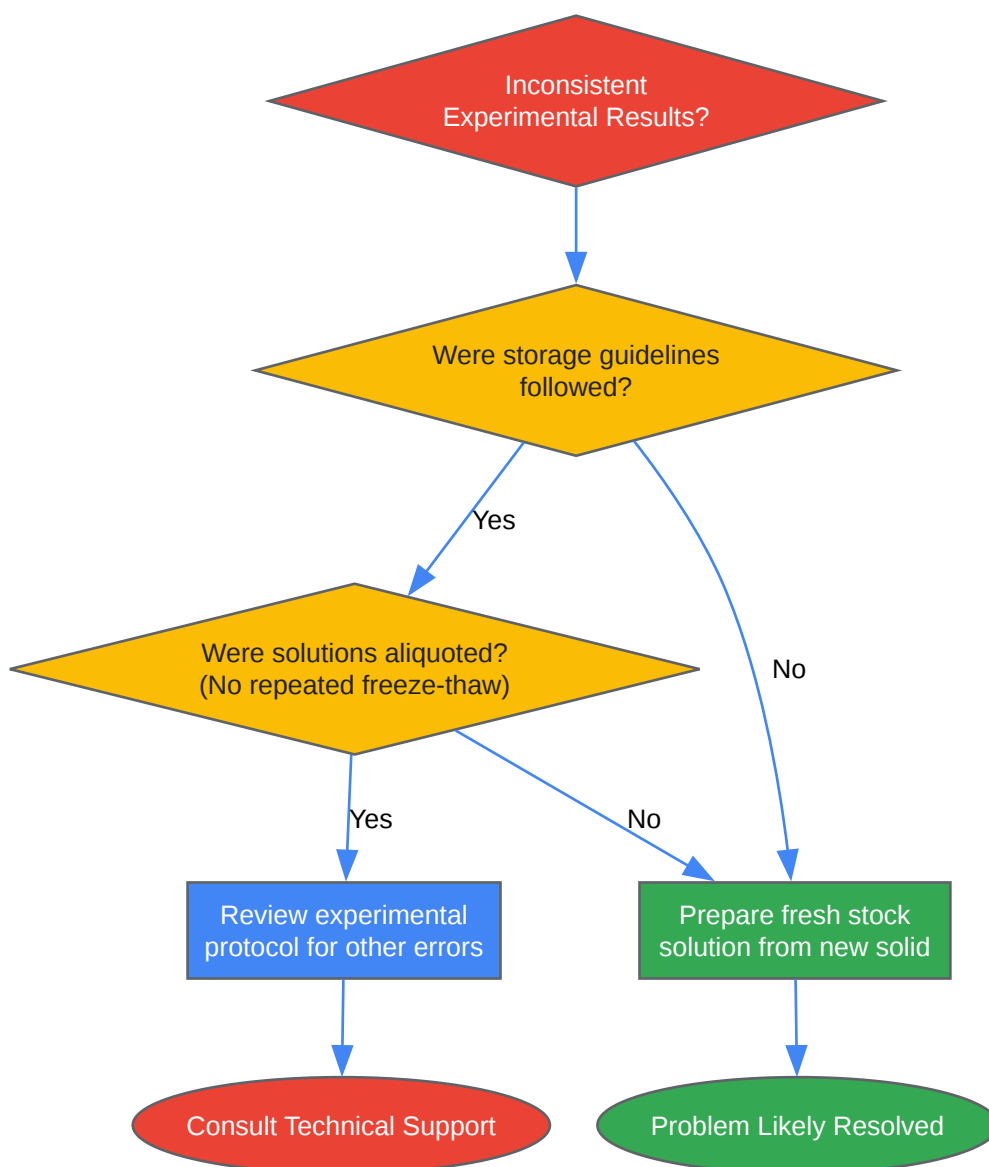 Inconsistent
Experimental Results?
Were storage guidelines
followed?
Yes
No
Were solutions aliquoted?
(No repeated freeze-thaw)
Yes
No
Review experimental
protocol for other errors
Prepare fresh stock
solution from new solid
Consult Technical Support
Problem Likely Resolved